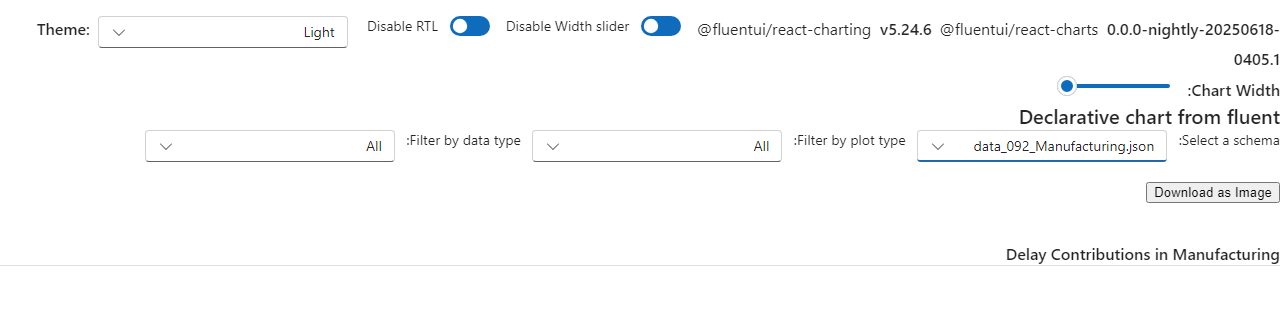 Theme: Light Disable RTL Disable Width slider @fluentui/react-charting v5.24.6 @fluentui/react-charts 0.0.0-nightly-20250618-
0405.1
:Chart Width
Declarative chart from fluent
:Select a schema data_092_Manufacturing.json :Filter by plot type All :Filter by data type All
Download as Image
Delay Contributions in Manufacturing